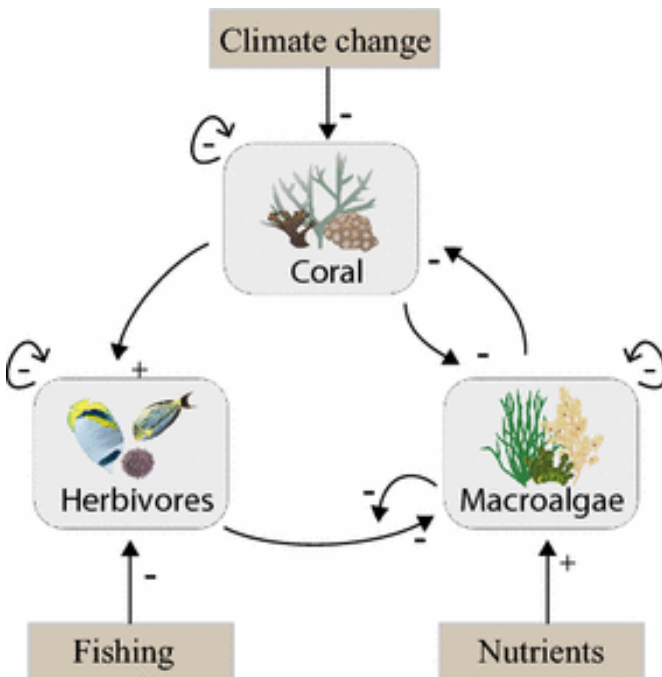 Climate change
-
-
Coral
-
-
-
+
-
Herbivores
-
Macroalgae
-
-
+
Fishing
Nutrients